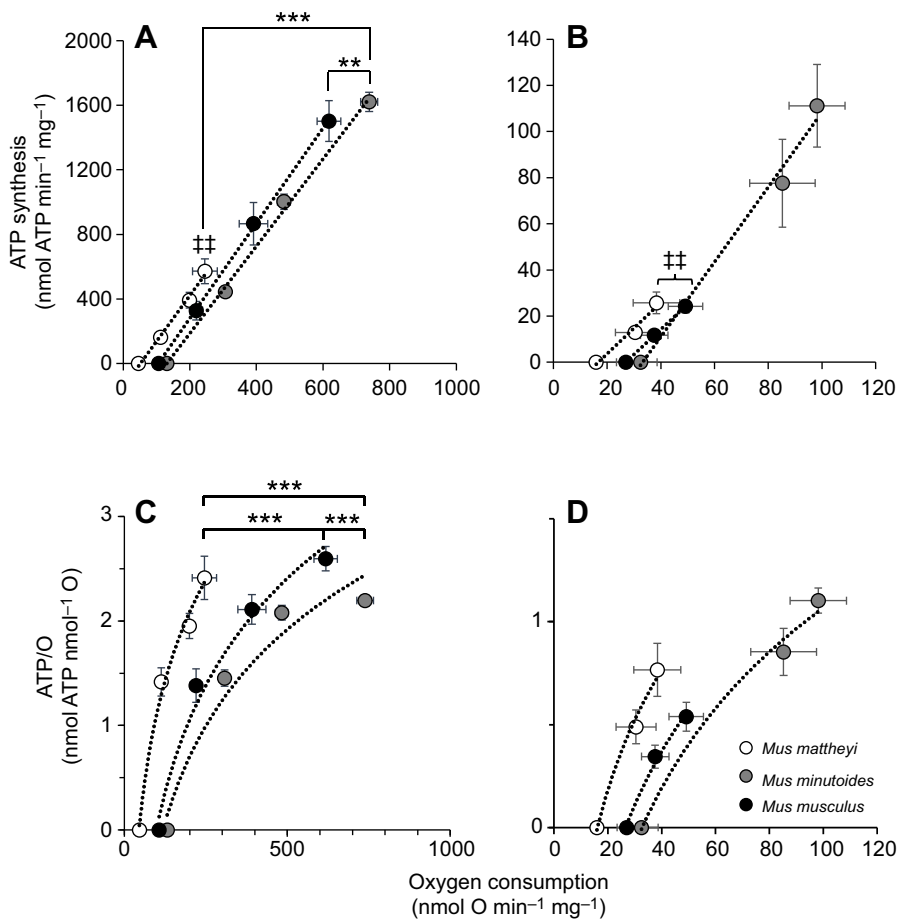 A
B
***
**
‡‡
2000
1600
1200
800
400
0
0 200 400 600 800 1000
ATP synthesis
(nmol ATP min–1 mg–1)
‡‡
140
120
100
80
60
40
20
0
0 20 40 60 80 100 120
C
D
***
*** ***
3
2
1
0
0 500 1000
ATP/O
(nmol ATP nmol–1 O)
1
0
0 20 40 60 80 100 120
Mus mattheyi
Mus minutoides
Mus musculus
Oxygen consumption
(nmol O min–1 mg–1)